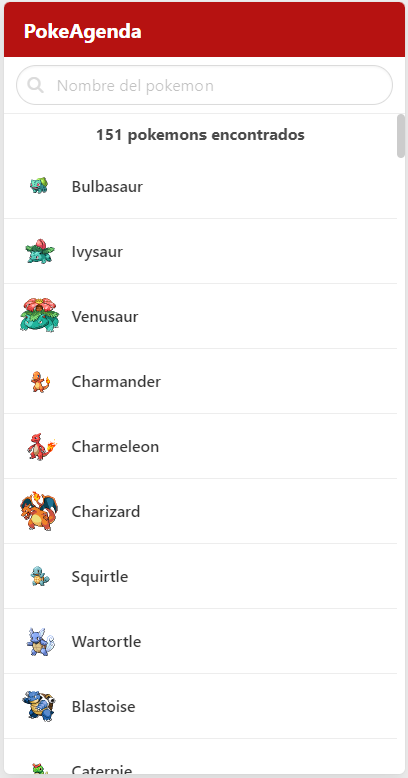 PokeAgenda
Nombre del pokemon
151 pokemons encontrados
Bulbasaur
Ivysaur
Venusaur
Charmander
Charmeleon
Charizard
Squirtle
Wartortle
Blastoise
Caterpie